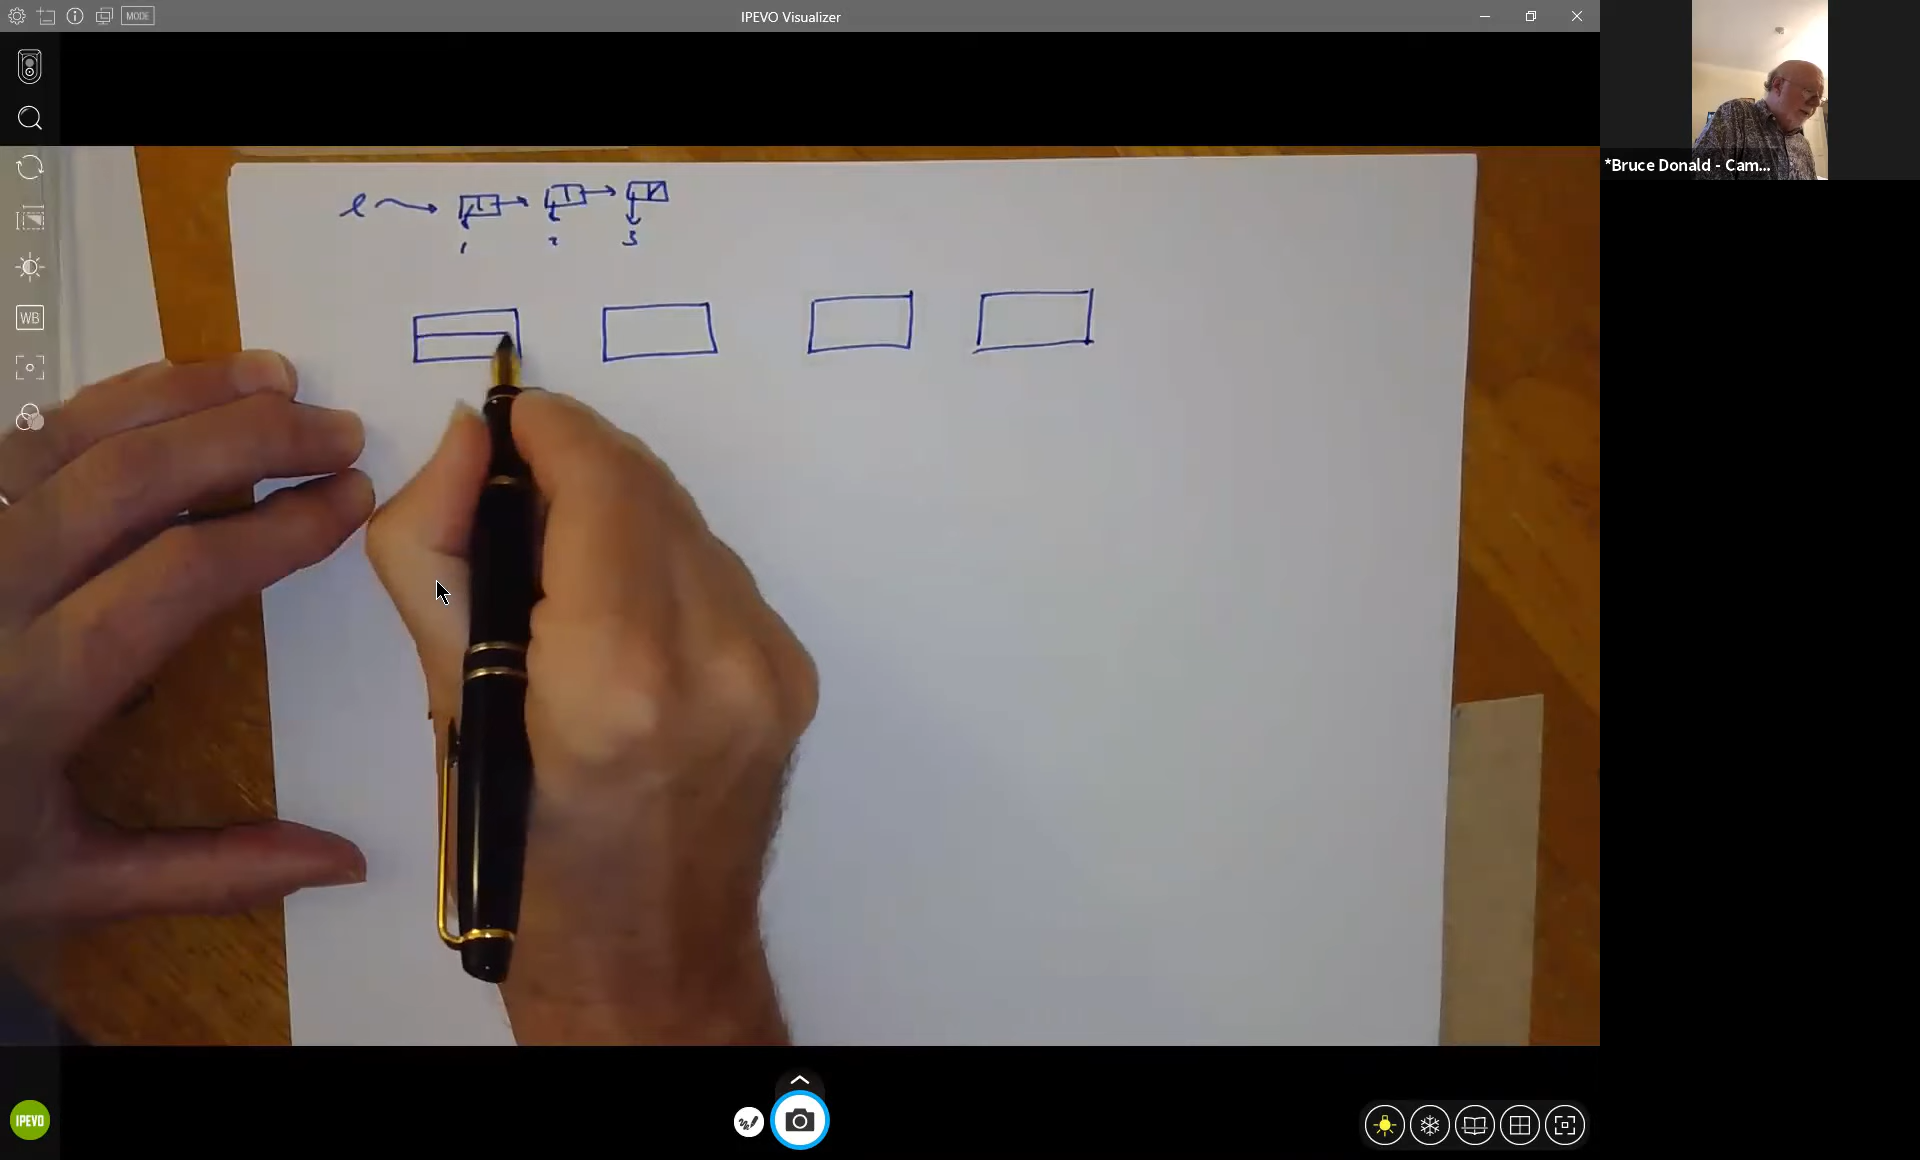 MODE
IPEVO Visualizer
*Bruce Donald - Cam...
WB
l
1 2 3
IPEVO